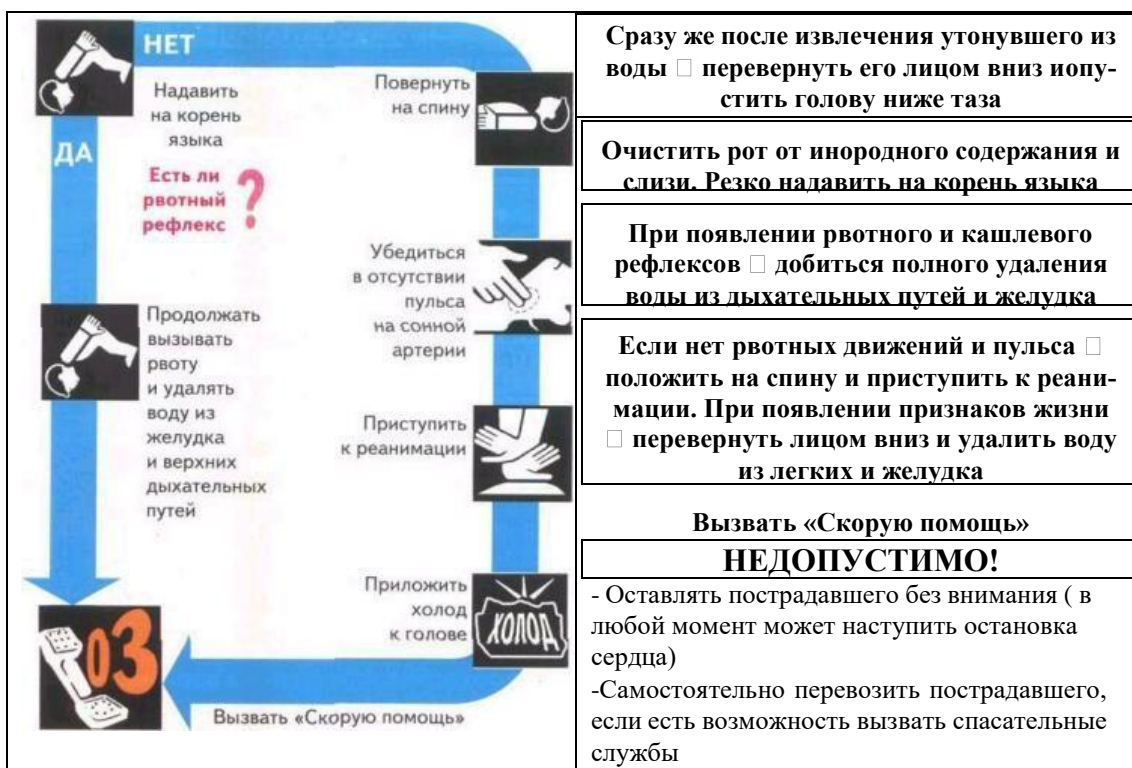 НЕТ
Надавить
на корень
языка
ДА
Есть ли
рвотный
рефлекс ?
Продолжать
вызывать
рвоту
и удалять
воду из
желудка
и верхних
дыхательных
путей
Повернуть
на спину
Убедиться
в отсутствии
пульса
на сонной
артерии
Приступить
к реанимации
Приложить
холод
к голове
ХОЛОД
03
Вызвать «Скорую помощь»
Сразу же после извлечения утонувшего из
воды □ перевернуть его лицом вниз иопу-
стить голову ниже таза
Очистить рот от инородного содержания и
слизи. Резко надавить на корень языка
При появлении рвотного и кашлевого
рефлексов □ добиться полного удаления
воды из дыхательных путей и желудка
Если нет рвотных движений и пульса □
положить на спину и приступить к реани-
мации. При появлении признаков жизни
□ перевернуть лицом вниз и удалить воду
из легких и желудка
Вызвать «Скорую помощь»
НЕДОПУСТИМО!
- Оставлять пострадавшего без внимания ( в
любой момент может наступить остановка
сердца)
-Самостоятельно перевозить пострадавшего,
если есть возможность вызвать спасательные
службы